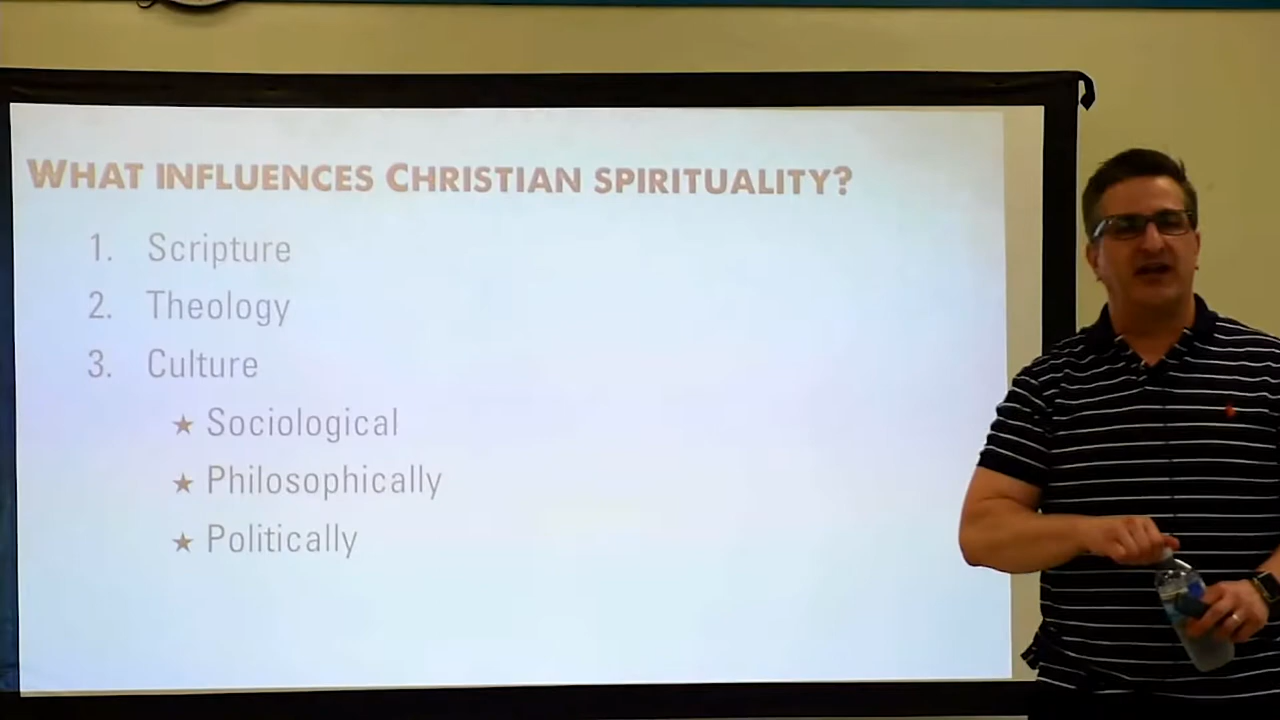 WHAT INFLUENCES CHRISTIAN SPIRITUALITY?
1. Scripture
2. Theology
3. Culture
★ Sociological
★ Philosophically
★ Politically